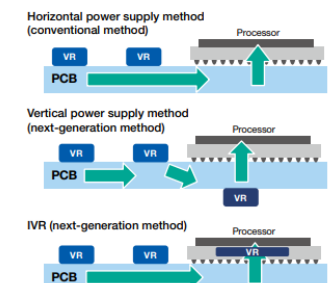 Horizontal power supply method
(conventional method)
Processor
VR
VR
PCB
Vertical power supply method
(next-generation method)
Processor
VR
VR
PCB
VR
IVR (next-generation method)
Processor
VR
VR
VR
PCB